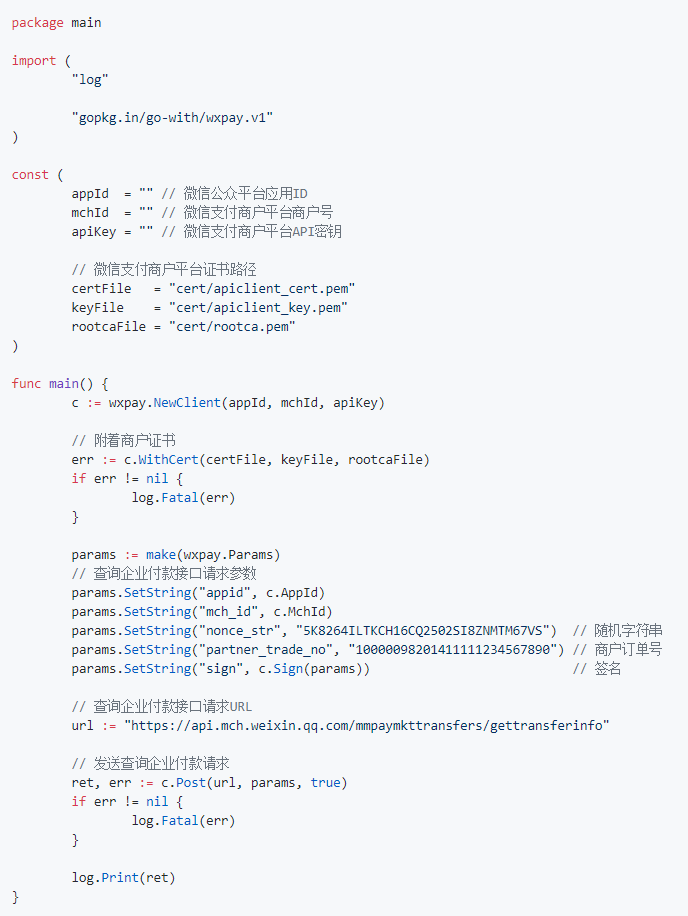 package main
import (
"log"
"gopkg.in/go-with/wxpay.v1"
)
const (
appId  = "" // 微信公众平台应用ID
mchId  = "" // 微信支付商户平台商户号
apiKey = "" // 微信支付商户平台API密钥
// 微信支付商户平台证书路径
certFile   = "cert/apiclient_cert.pem"
keyFile    = "cert/apiclient_key.pem"
rootcaFile = "cert/rootca.pem"
)
func main() {
c := wxpay.NewClient(appId, mchId, apiKey)
// 附着商户证书
err := c.WithCert(certFile, keyFile, rootcaFile)
if err != nil {
log.Fatal(err)
}
params := make(wxpay.Params)
// 查询企业付款接口请求参数
params.SetString("appid", c.AppId)
params.SetString("mch_id", c.MchId)
params.SetString("nonce_str", "5K8264ILTKCH16CQ2502SI8ZNMTM67VS")  // 随机字符串
params.SetString("partner_trade_no", "10000098201411111234567890") // 商户订单号
params.SetString("sign", c.Sign(params))                           // 签名
// 查询企业付款接口请求URL
url := "https://api.mch.weixin.qq.com/mmpaymkttransfers/gettransferinfo"
// 发送查询企业付款请求
ret, err := c.Post(url, params, true)
if err != nil {
log.Fatal(err)
}
log.Print(ret)
}